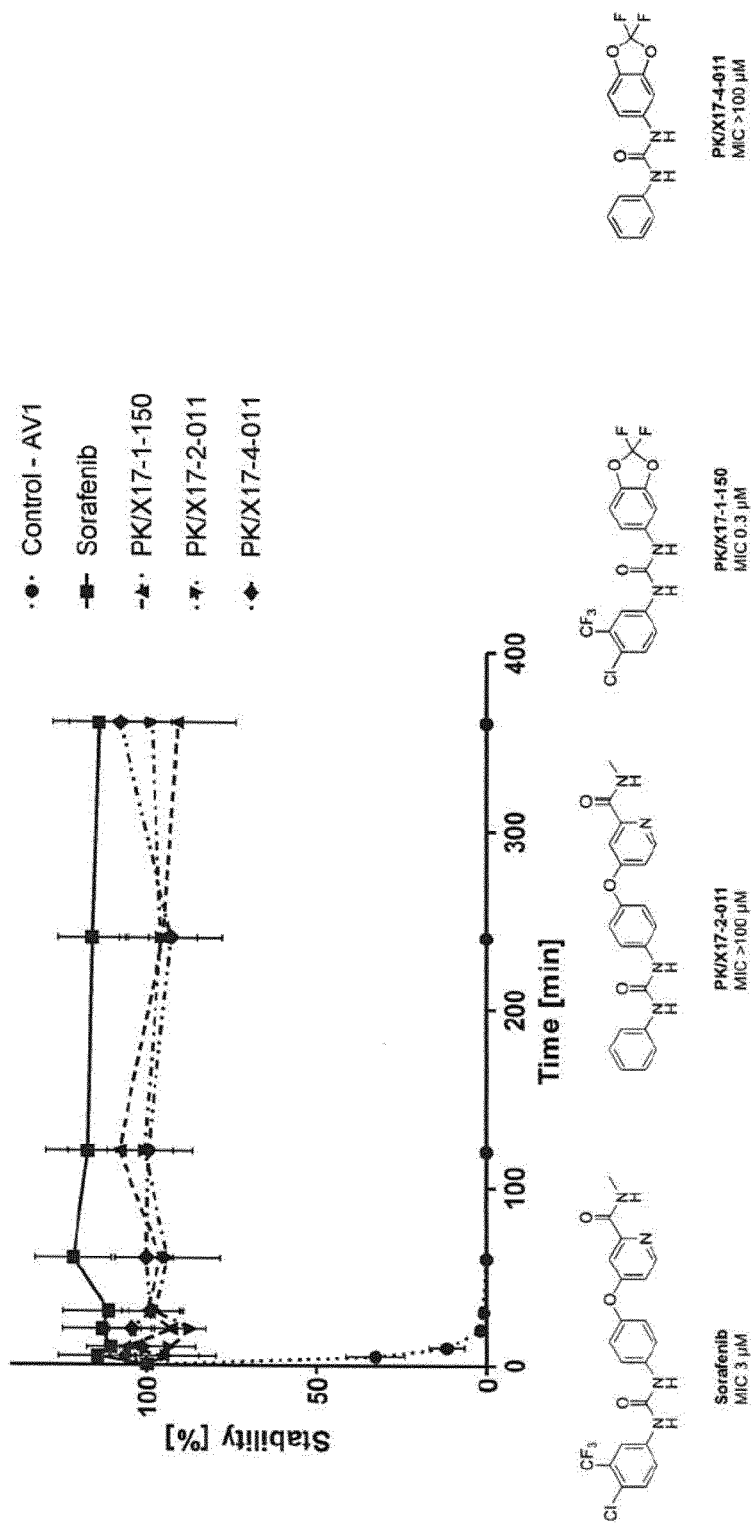 Control - AV1
Sorafenib
PK/X17-1-150
PK/X17-2-011
PK/X17-4-011
Stability [%]
100
50
0
0
100
200
300
400
Time [min]
Cl
CF3
N
H
O
N
H
O
N
O
N
H
Sorafenib
MIC 3 µM
N
H
O
N
H
O
N
O
N
H
PK/X17-2-011
MIC >100 µM
Cl
CF3
N
H
O
N
H
O
O
F
F
PK/X17-1-150
MIC 0.3 µM
N
H
O
N
H
O
O
F
F
PK/X17-4-011
MIC >100 µM